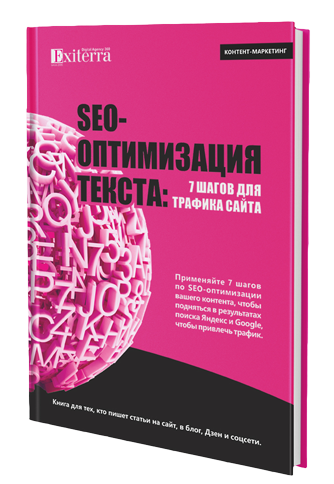 Digital Agency 360
Exiterra
КОНТЕНТ-МАРКЕТИНГ
SEO-
ОПТИМИЗАЦИЯ
ТЕКСТА:
7 ШАГОВ ДЛЯ
ТРАФИКА САЙТА
Применяйте 7 шагов
по SEO-оптимизации
вашего контента, чтобы
подняться в результатах
поиска Яндекс и Google,
чтобы привлечь трафик.
Книга для тех, кто пишет статьи на сайт, в блог, Дзен и соцсети.